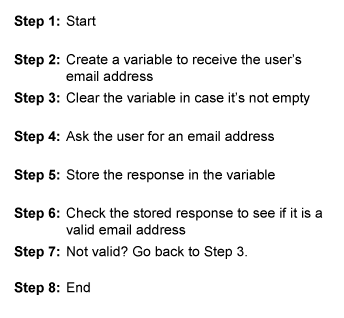 Step 1: Start
Step 2: Create a variable to receive the user's
email address
Step 3: Clear the variable in case it's not empty
Step 4: Ask the user for an email address
Step 5: Store the response in the variable
Step 6: Check the stored response to see if it is a
valid email address
Step 7: Not valid? Go back to Step 3.
Step 8: End